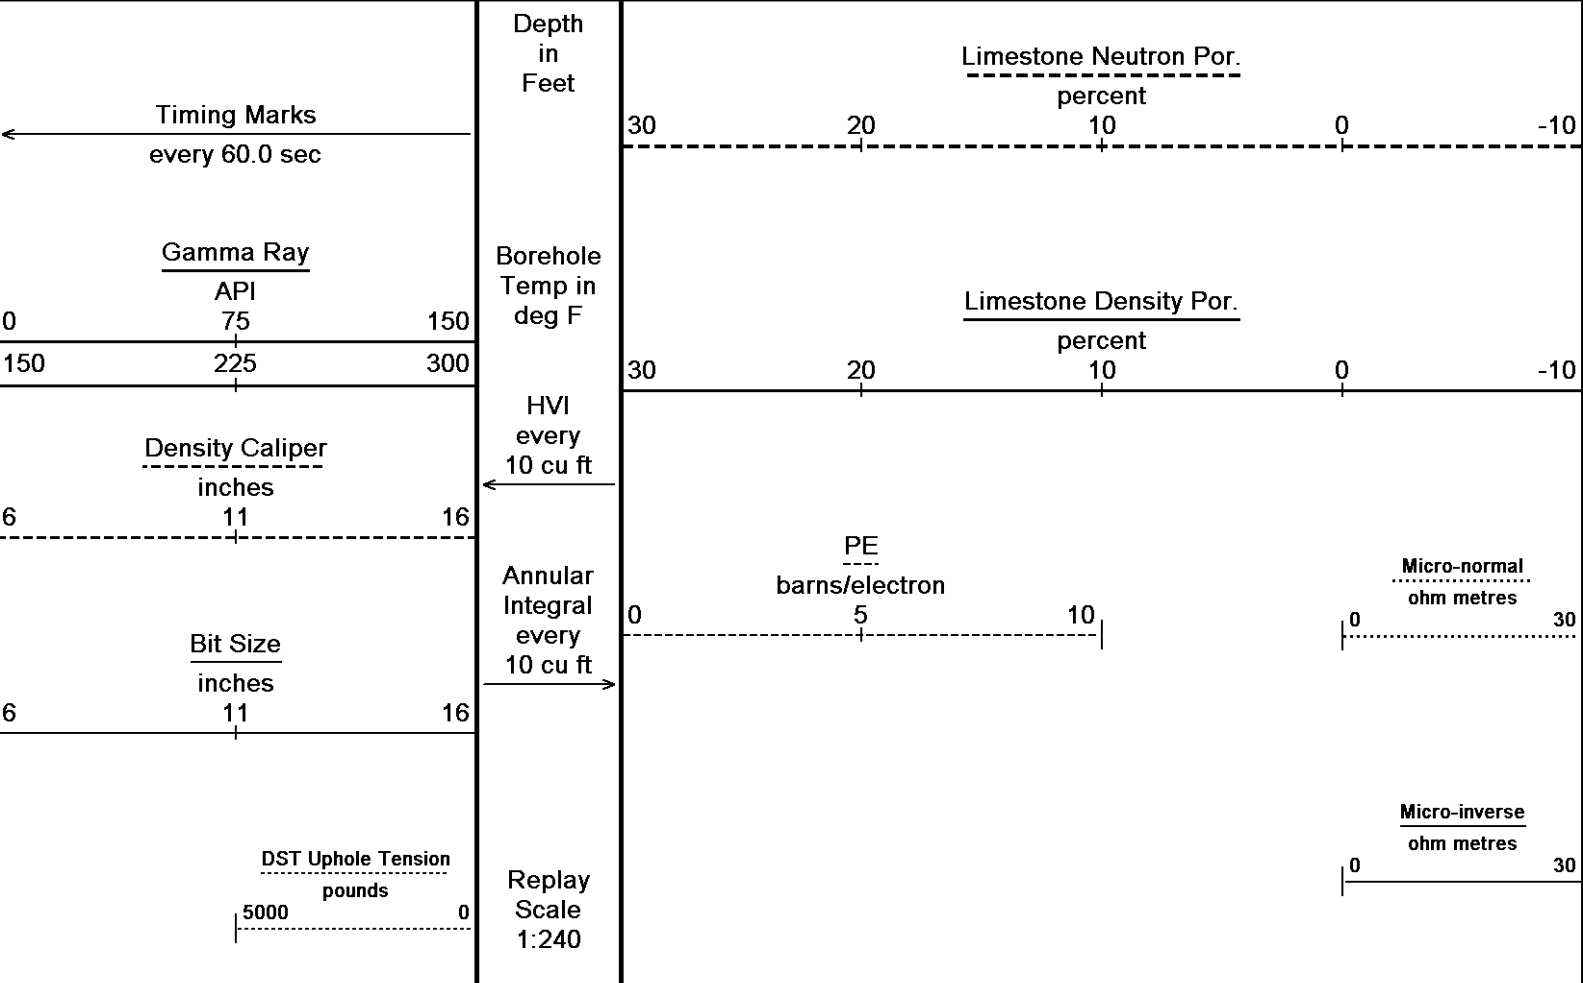 Timing Marks
every 60.0 sec
Gamma Ray
API
0 75 150
150 225 300
Density Caliper
inches
6 11 16
Bit Size
inches
6 11 16
DST Uphole Tension
pounds
5000 0
Depth
in
Feet
Borehole
Temp in
deg F
HVI
every
10 cu ft
Annular
Integral
every
10 cu ft
Replay
Scale
1:240
Limestone Neutron Por.
percent
30 20 10 0 -10
Limestone Density Por.
percent
30 20 10 0 -10
PE
barns/electron
0 5 10
Micro-normal
ohm metres
0 30
Micro-inverse
ohm metres
0 30